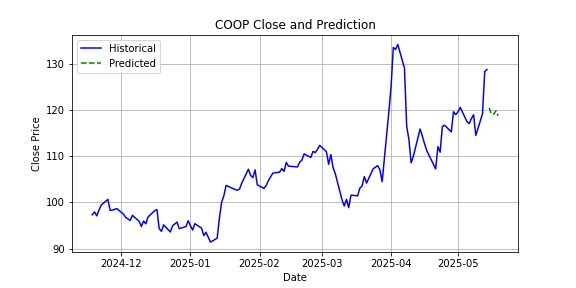 COOP Close and Prediction
Historical
Predicted
Close Price
130
120
110
100
90
2024-12 2025-01 2025-02 2025-03 2025-04 2025-05
Date